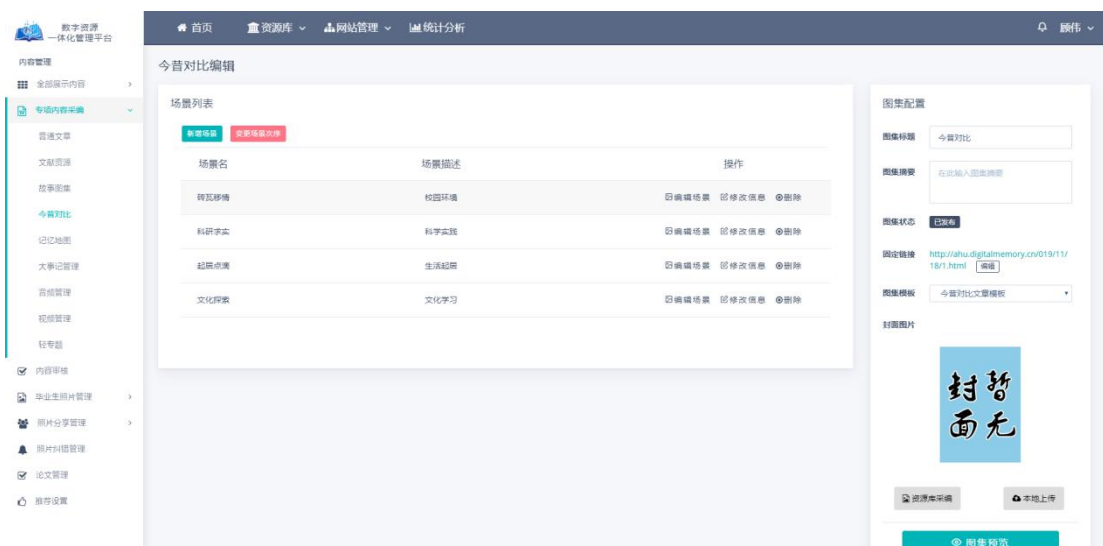 数字资源
一体化管理平台
首页 资源库 网站管理 统计分析 顾伟
内容管理
全部展示内容
专项内容采编
普通文章
文献资源
故事图集
今昔对比
记忆地图
大事记管理
音频管理
视频管理
轻专题
内容审核
毕业生照片管理
照片分享管理
照片纠错管理
论文管理
推荐设置
今昔对比编辑
场景列表
新增场景 变更场景次序
场景名 场景描述 操作
砖瓦移情 校园环境 编辑场景 修改信息 删除
科研求实 科学实践 编辑场景 修改信息 删除
起居点滴 生活起居 编辑场景 修改信息 删除
文化探索 文化学习 编辑场景 修改信息 删除
图集配置
图集标题 今昔对比
图集摘要 在此输入图集摘要
图集状态 已发布
固定链接 http://ahu.digitalmemory.cn/019/11/
18/1.html 编辑
图集模板 今昔对比文章模板
封面图片
暂无
封面
资源库采编 本地上传
图集预览